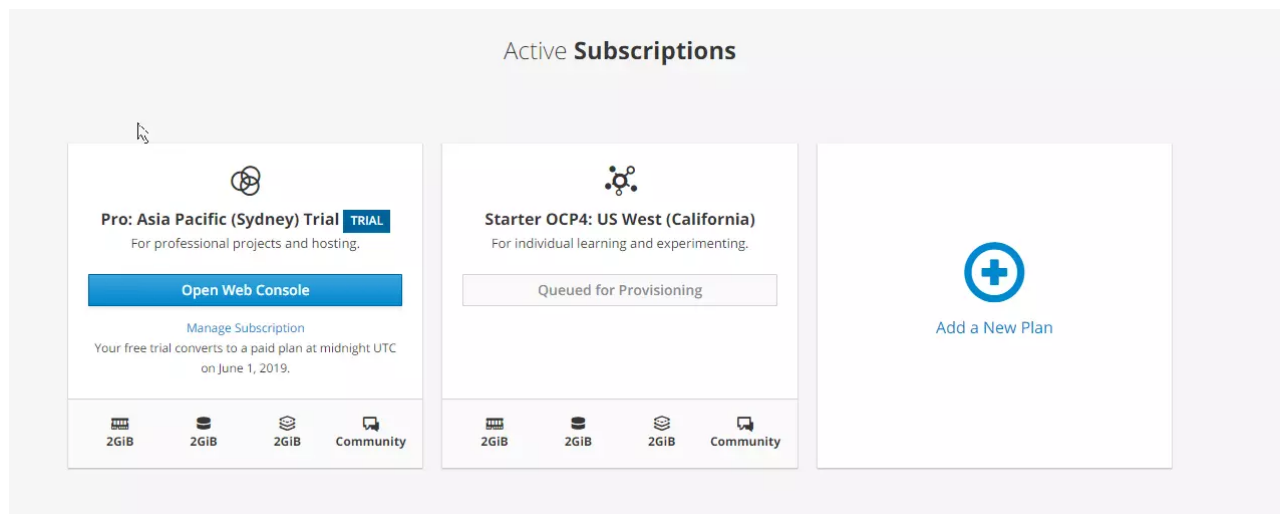 Active Subscriptions
Pro: Asia Pacific (Sydney) Trial TRIAL
For professional projects and hosting.
Open Web Console
Manage Subscription
Your free trial converts to a paid plan at midnight UTC
on June 1, 2019.
2GiB 2GiB 2GiB Community
Starter OCP4: US West (California)
For individual learning and experimenting.
Queued for Provisioning
2GiB 2GiB 2GiB Community
Add a New Plan